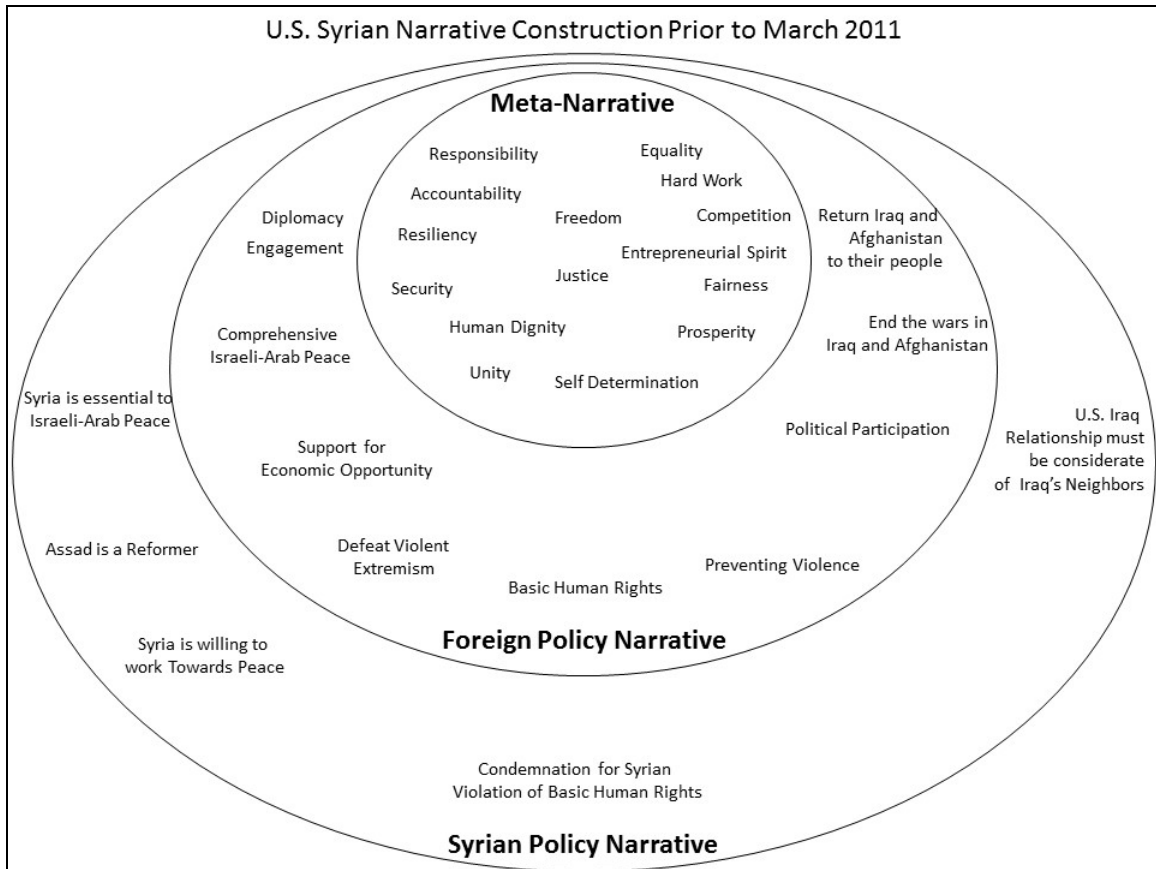 U.S. Syrian Narrative Construction Prior to March 2011
Meta-Narrative
Responsibility
Equality
Hard Work
Accountability
Freedom
Competition
Resiliency
Entrepreneurial Spirit
Justice
Fairness
Security
Human Dignity
Prosperity
Unity
Self Determination
Diplomacy
Engagement
Return Iraq and
Afghanistan
to their people
Comprehensive
Israeli-Arab Peace
End the wars in
Iraq and Afghanistan
Support for
Economic Opportunity
Political Participation
Defeat Violent
Extremism
Basic Human Rights
Preventing Violence
Foreign Policy Narrative
Syria is essential to
Israeli-Arab Peace
U.S. Iraq
Relationship must
be considerate
of Iraq's Neighbors
Assad is a Reformer
Syria is willing to
work Towards Peace
Condemnation for Syrian
Violation of Basic Human Rights
Syrian Policy Narrative